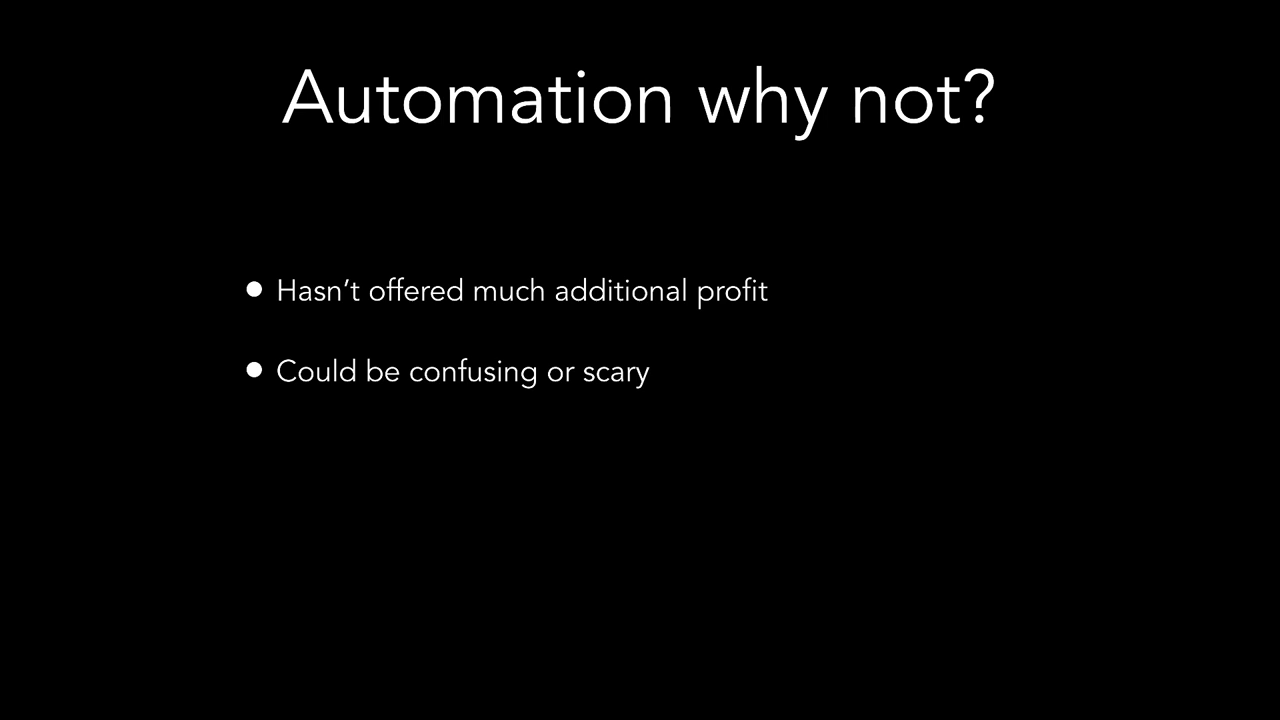 Automation why not?
• Hasn’t offered much additional profit
• Could be confusing or scary